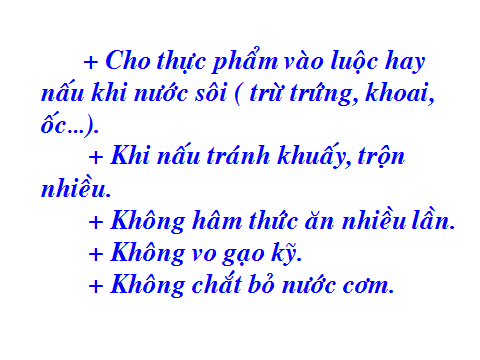 + Cho thực phẩm vào luộc hay
nấu khi nước sôi ( trừ trứng, khoai,
ốc...).
+ Khi nấu tránh khuấy, trộn
nhiều.
+ Không hâm thức ăn nhiều lần.
+ Không vo gạo kỹ.
+ Không chắt bỏ nước cơm.